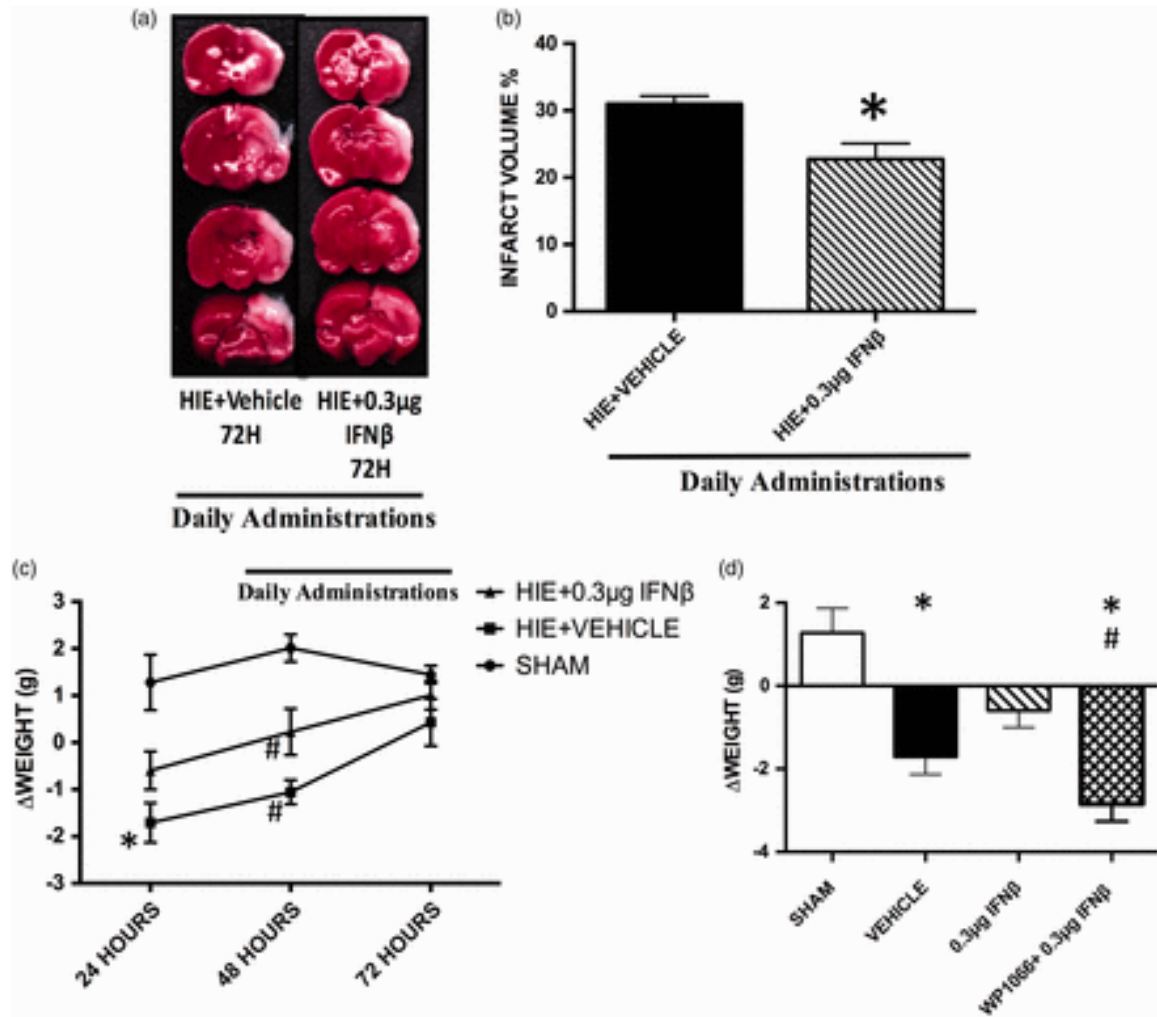 (a)
HIE+Vehicle
72H
HIE+0.3µg
IFNβ
72H
Daily Administrations
(b)
INFARCT VOLUME %
40
30
20
10
0
*
HIE+VEHICLE
HIE+0.3µg IFNβ
Daily Administrations
(c)
Daily Administrations
HIE+0.3µg IFNβ
HIE+VEHICLE
SHAM
ΔWEIGHT (g)
3
2
1
0
-1
-2
-3
*
#
#
24 HOURS
48 HOURS
72 HOURS
(d)
ΔWEIGHT (g)
2
0
-2
-4
*
*
#
SHAM
VEHICLE
0.3µg IFNβ
WP1066+ 0.3µg IFNβ